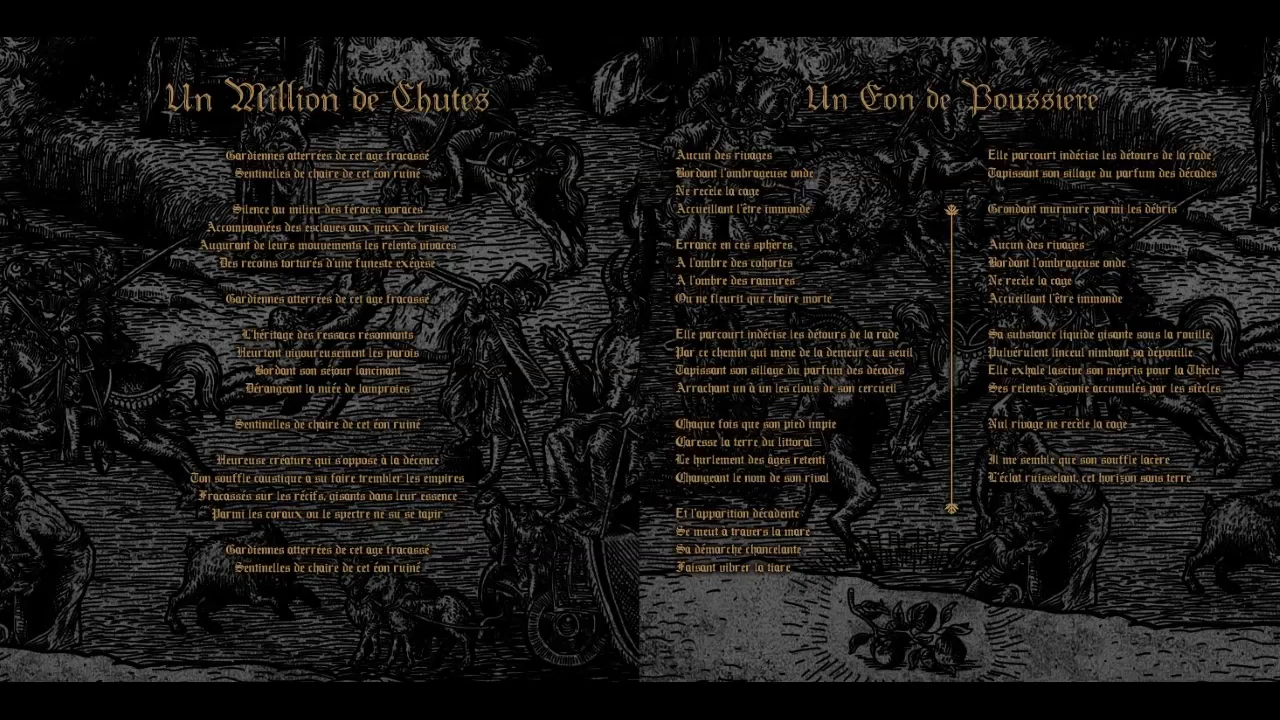 Un Million de Chutes
Gardiennes atterrées de cet age fracassé
Sentinelles de chaire de cet éon ruiné
Silence au milieu des feraces voraces
Accompagnées des esclaves aux yeux de braise
Augurant de leurs mouvements les relents vivaces
Des recoins torturés d'une funeste exégèse
Gardiennes atterrées de cet age fracassé
L'héritage des ressacs résonnants
Heurtent vigoureusement les parois
Bordant son séjour lancinant
Dérangeant la nuée de lamproies
Sentinelles de chaire de cet éon ruiné
Heureuse créature qui s'oppose à la décence
Ton souffle caustique a su faire trembler les empires
Fracassés sur les récifs, gisants dans leur essence
Parmi les coraux ou le spectre ne su se tapir
Gardiennes atterrées de cet age fracassé
Sentinelles de chaire de cet éon ruiné
Un Eon de Poussiere
Aucun des rivages
Bordant l'ombrageuse onde
Ne recèle la cage
Accueillant l'être immonde
Errance en ces sphères
A l'ombre des cohortes
A l'ombre des ramures
Ou ne fleurit que chaire morte
Elle parcourt indécise les détours de la rade
Par ce chemin qui mène de la demeure au seuil
Tapissant son sillage du parfum des décades
Arrachant un à un les clous de son cercueil
Chaque fois que son pied impie
Caresse la terre du littoral
Le hurlement des âges retenti
Changeant le nom de son rival
Et l'apparition décadente
Se meut à travers la mare
Sa démarche chancelante
Faisant vibrer la tiare
Elle parcourt indécise les détours de la rade
Tapissant son sillage du parfum des décades
Grondant murmure parmi les débris
Aucun des rivages
Bordant l'ombrageuse onde
Ne recèle la cage
Accueillant l'être immonde
Sa substance liquide gisante sous la rouille,
Pulvérulent linceul nimbant sa dépouille
Elle exhale lascive son mépris pour la Thècle
Ses relents d'agonie accumulés par les siècles
Nul rivage ne recèle la cage
Il me semble que son souffle lacère
L'éclat ruisselant, cet horizon sans terre